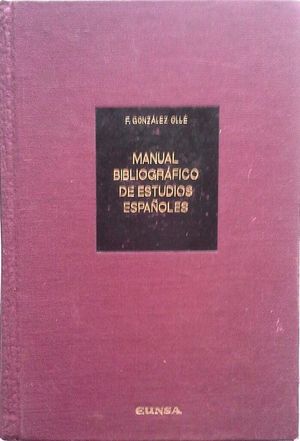 F. GONZÁLEZ OLLÉ
MANUAL
BIBLIOGRÁFICO
DE ESTUDIOS
ESPAÑOLES
EUNSA